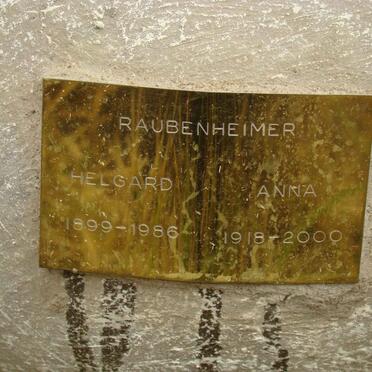 RAUBENHEIMER
HELGARD ANNA
1899-1986 1918-2000